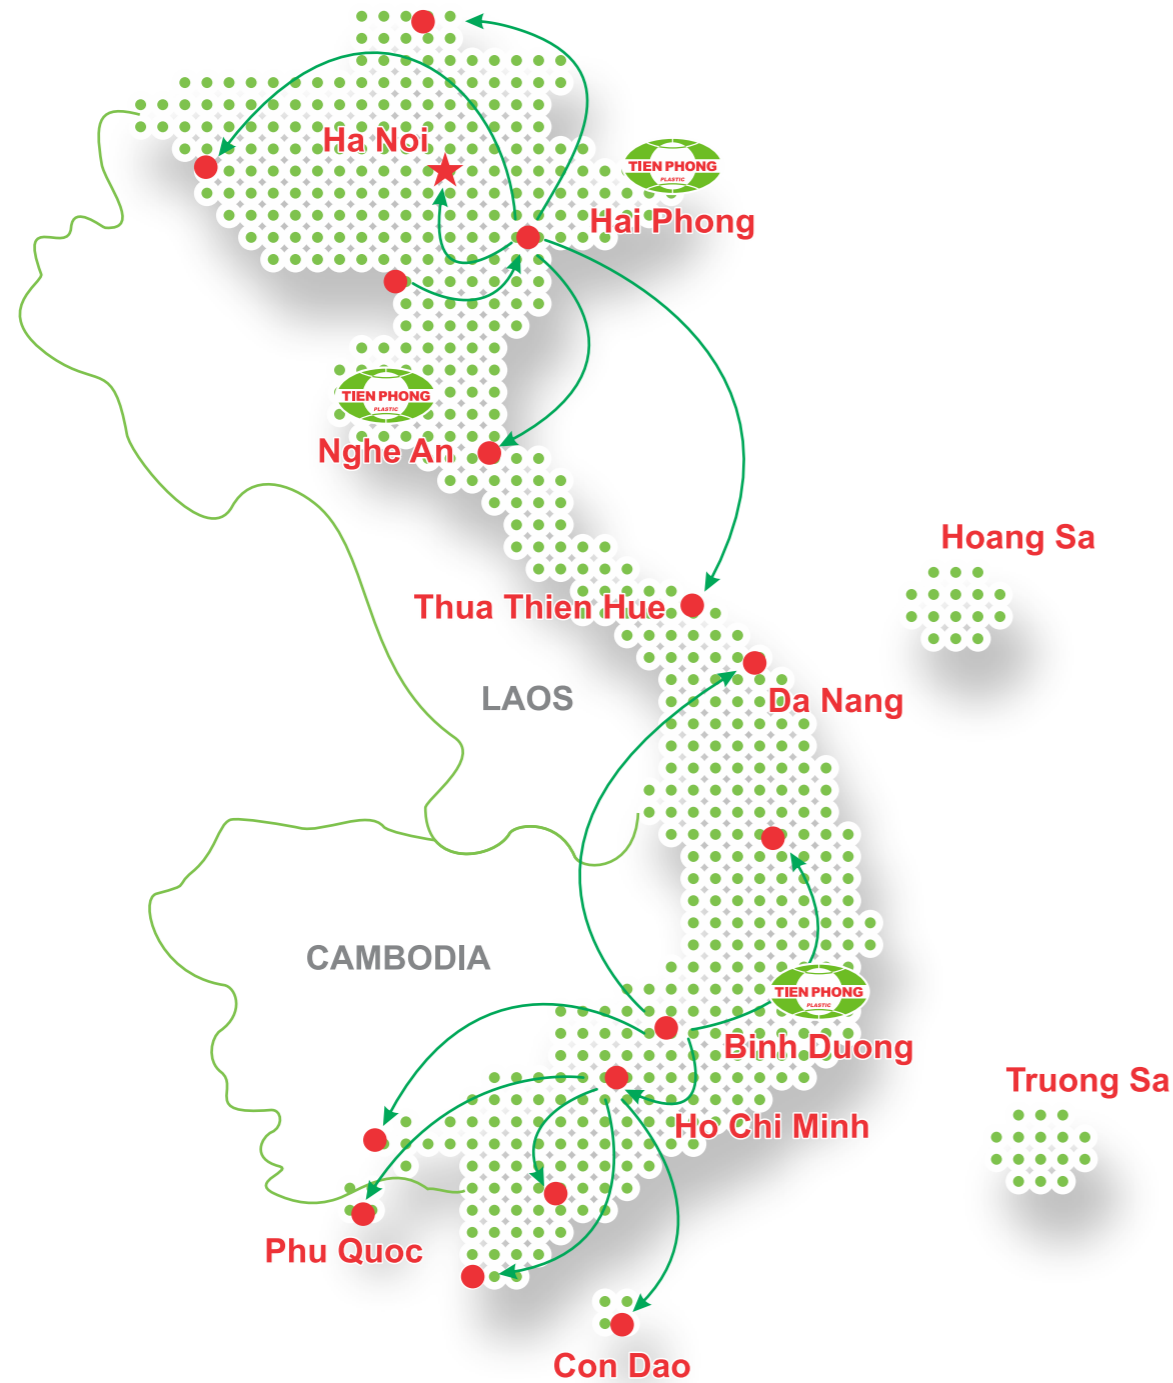 Ha Noi
TIEN PHONG
PLASTIC
Hai Phong
TIEN PHONG
PLASTIC
Nghe An
Hoang Sa
Thua Thien Hue
LAOS
Da Nang
CAMBODIA
TIEN PHONG
PLASTIC
Binh Duong
Truong Sa
Ho Chi Minh
Phu Quoc
Con Dao